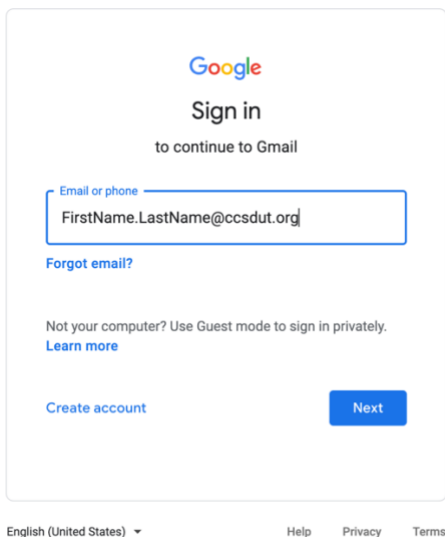 Google
Sign in
to continue to Gmail
Email or phone
FirstName.LastName@ccsdut.org
Forgot email?
Not your computer? Use Guest mode to sign in privately.
Learn more
Create account
Next
English (United States)
Help Privacy Terms